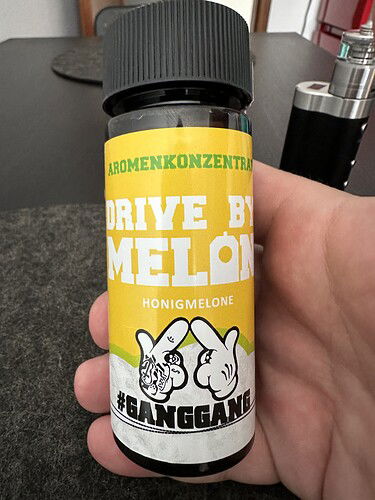 AROMENKONZENTRA
DRIVE BY
MELON
HONIGMELONE
#GANGGANG